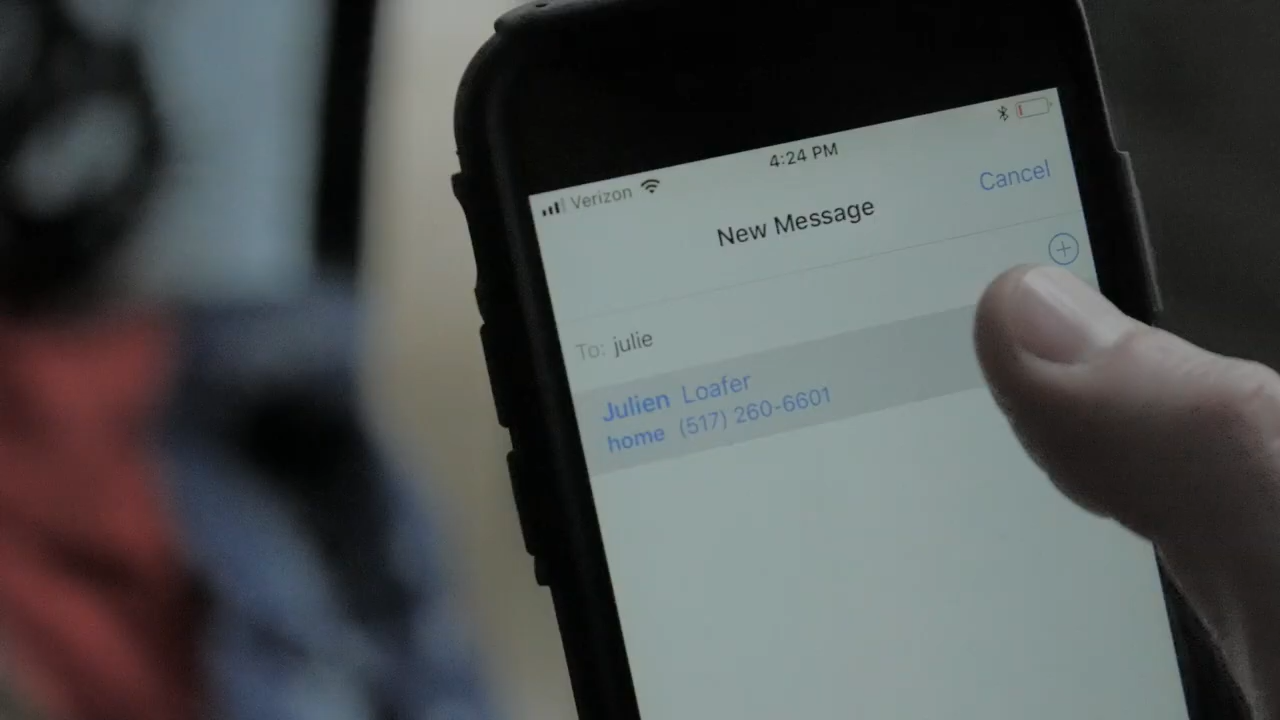 Verizon 4:24 PM
New Message Cancel
To: julie
Julien Loafer
home (517) 260-6601